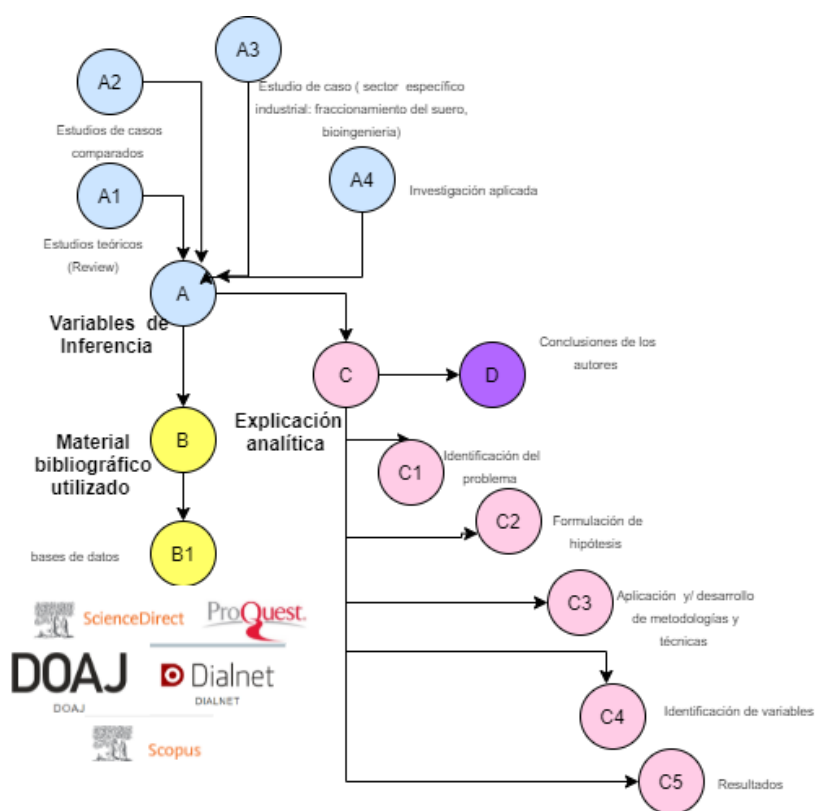 A3
A2
Estudio de caso ( sector específico
industrial: fraccionamiento del suero,
bioingenieria)
Estudios de casos
comparados
A1
A4
Investigación aplicada
Estudios teóricos
(Review)
A
Variables de
Inferencia
C
D
Conclusiones de los
autores
Explicación
analítica
B
Material
bibliográfico
utilizado
C1
Identificación del
problema
C2
Formulación de
hipótesis
B1
bases de datos
C3
Aplicación y/ desarrollo
de metodologías y
técnicas
ScienceDirect
ProQuest.
DOAJ
DOAJ
Dialnet
DIALNET
Scopus
C4
Identificación de variables
C5
Resultados